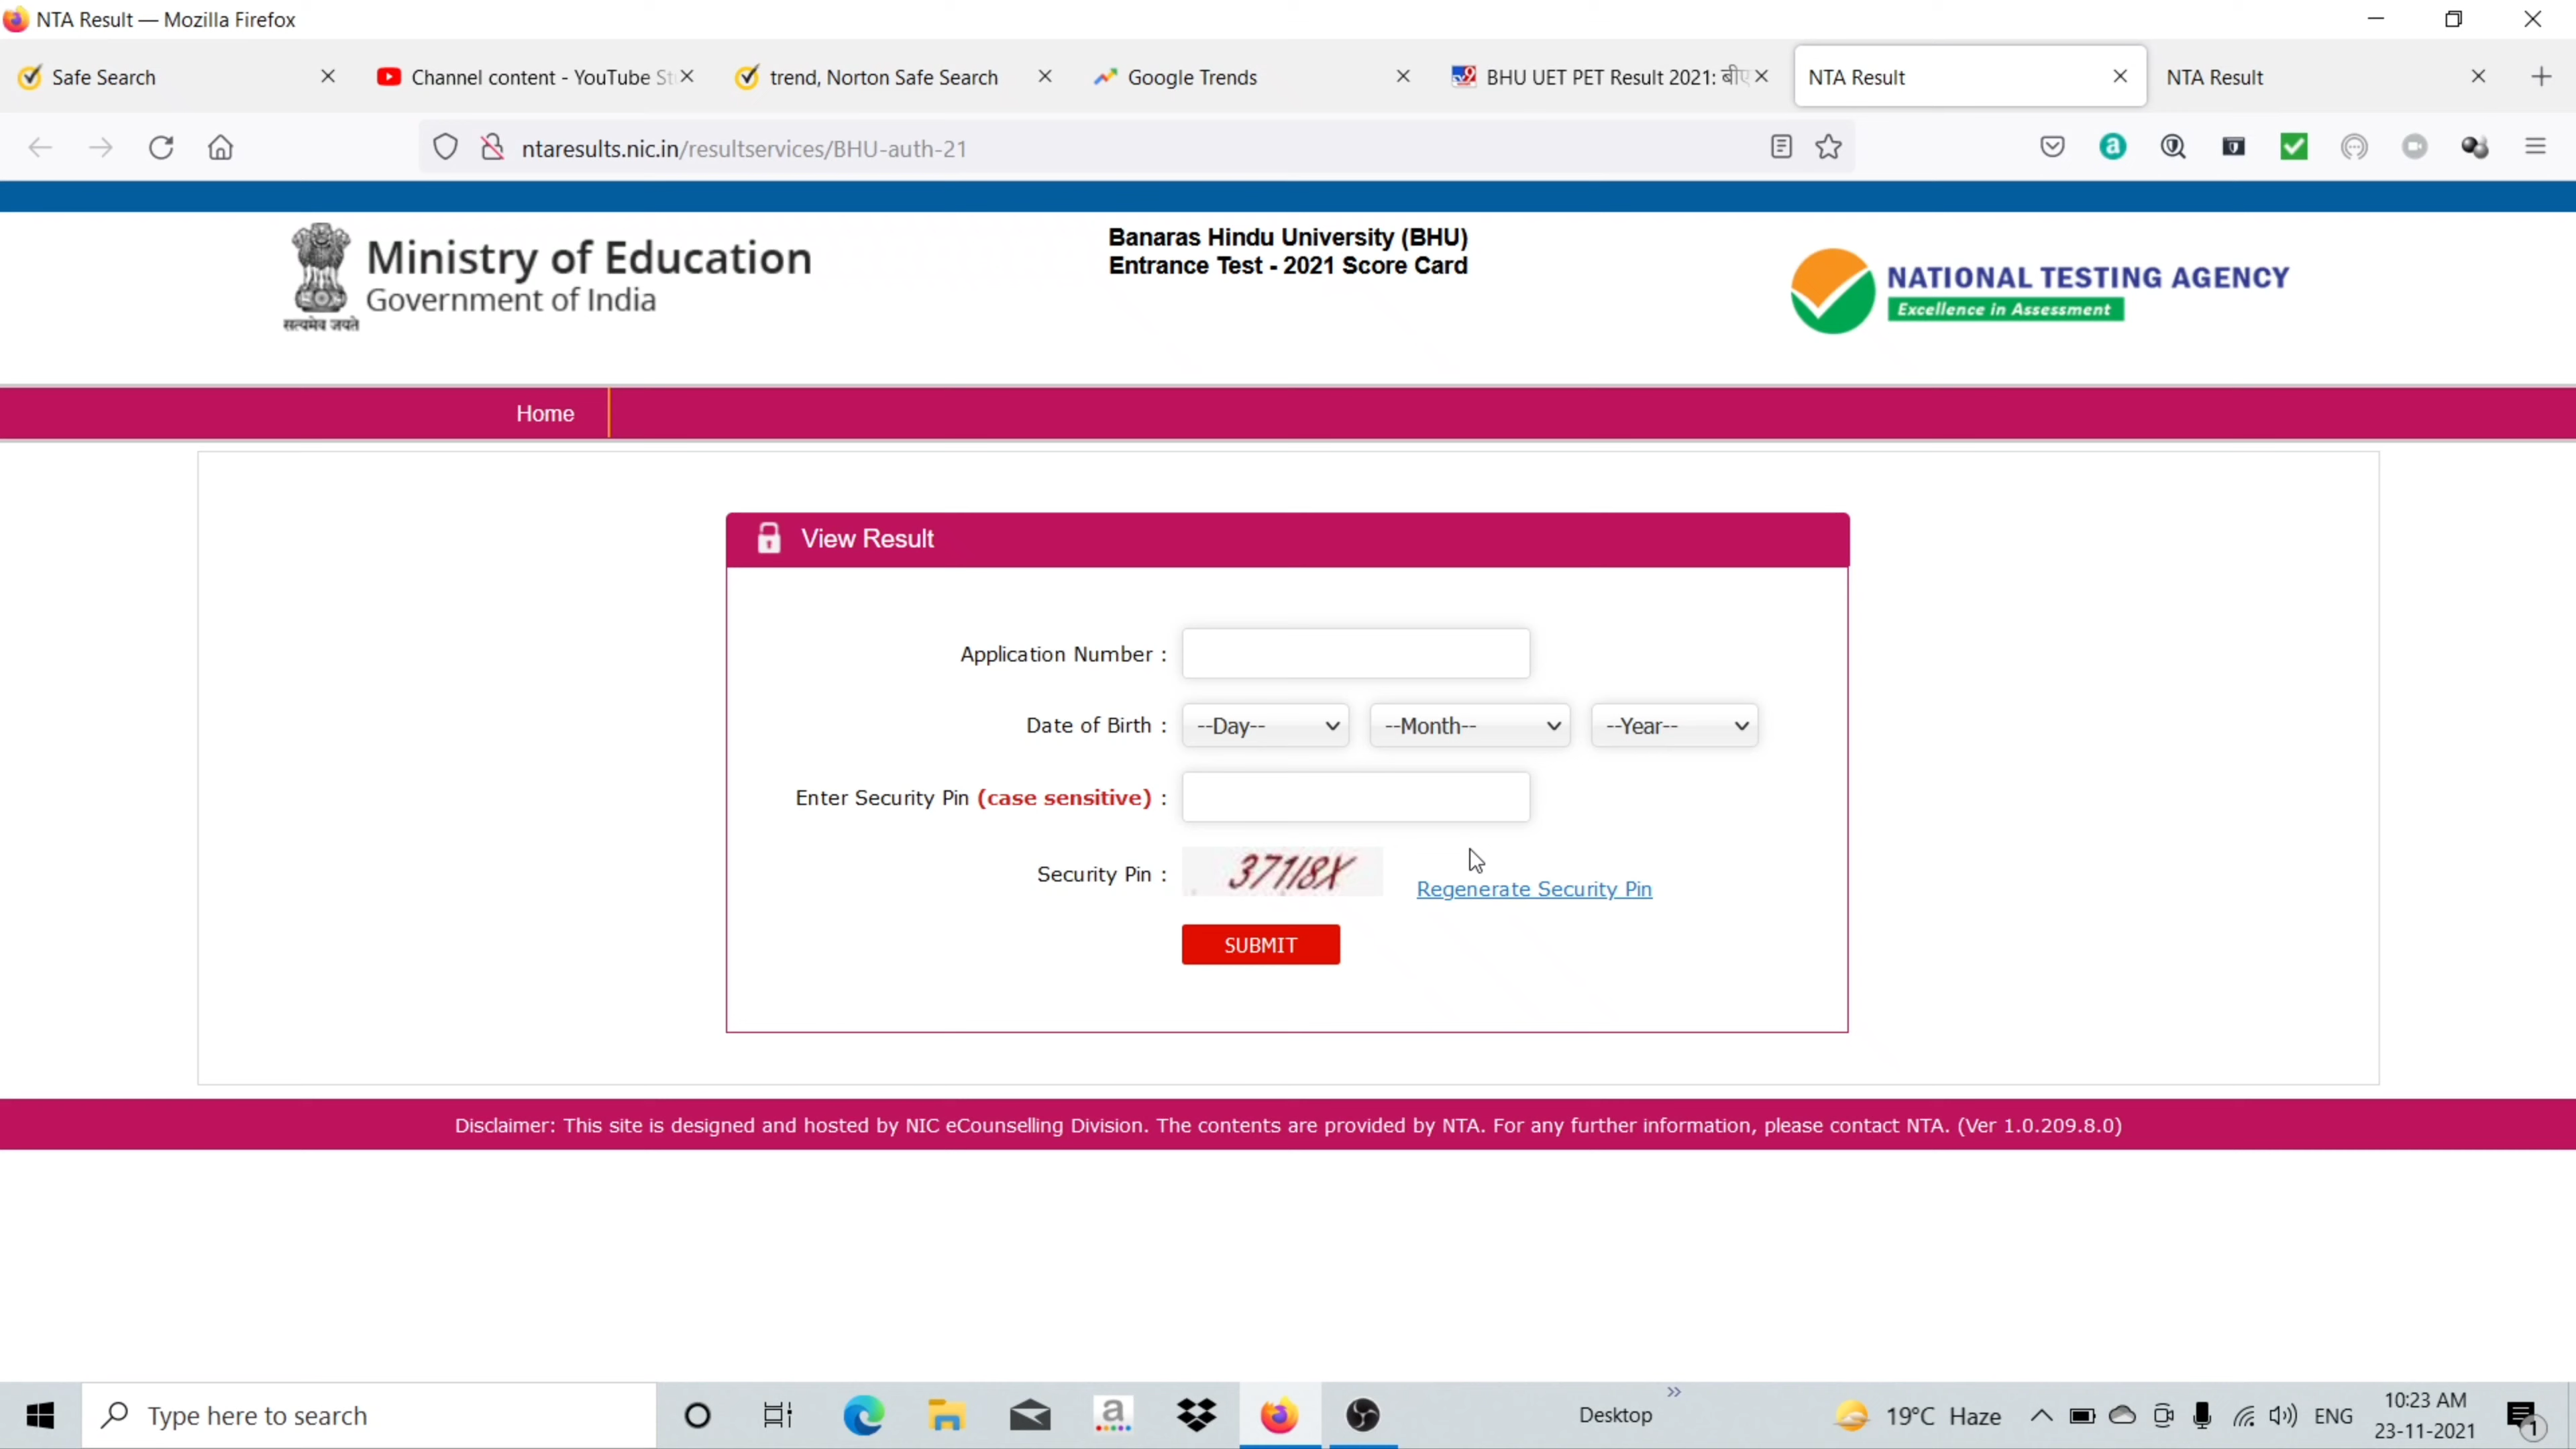 NTA Result — Mozilla Firefox
Safe Search
Channel content - YouTube St
trend, Norton Safe Search
Google Trends
BHU UET PET Result 2021: बीए
NTA Result
NTA Result
ntaresults.nic.in/resultservices/BHU-auth-21
Ministry of Education
Government of India
सत्यमेव जयते
Banaras Hindu University (BHU)
Entrance Test - 2021 Score Card
NATIONAL TESTING AGENCY
Excellence in Assessment
Home
View Result
Application Number :
Date of Birth : --Day-- --Month-- --Year--
Enter Security Pin (case sensitive) :
Security Pin :
Regenerate Security Pin
SUBMIT
Disclaimer: This site is designed and hosted by NIC eCounselling Division. The contents are provided by NTA. For any further information, please contact NTA. (Ver 1.0.209.8.0)
Type here to search
Desktop
19°C Haze
ENG
10:23 AM
23-11-2021
1